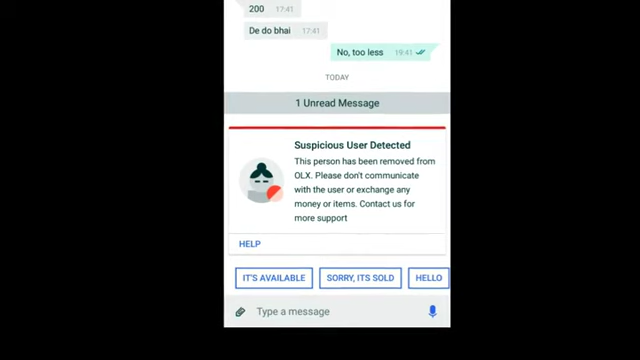 200 17:41
De do bhai 17:41
No, too less 19:41
TODAY
1 Unread Message
Suspicious User Detected
This person has been removed from
OLX. Please don't communicate
with the user or exchange any
money or items. Contact us for
more support
HELP
IT'S AVAILABLE SORRY, ITS SOLD HELLO
Type a message